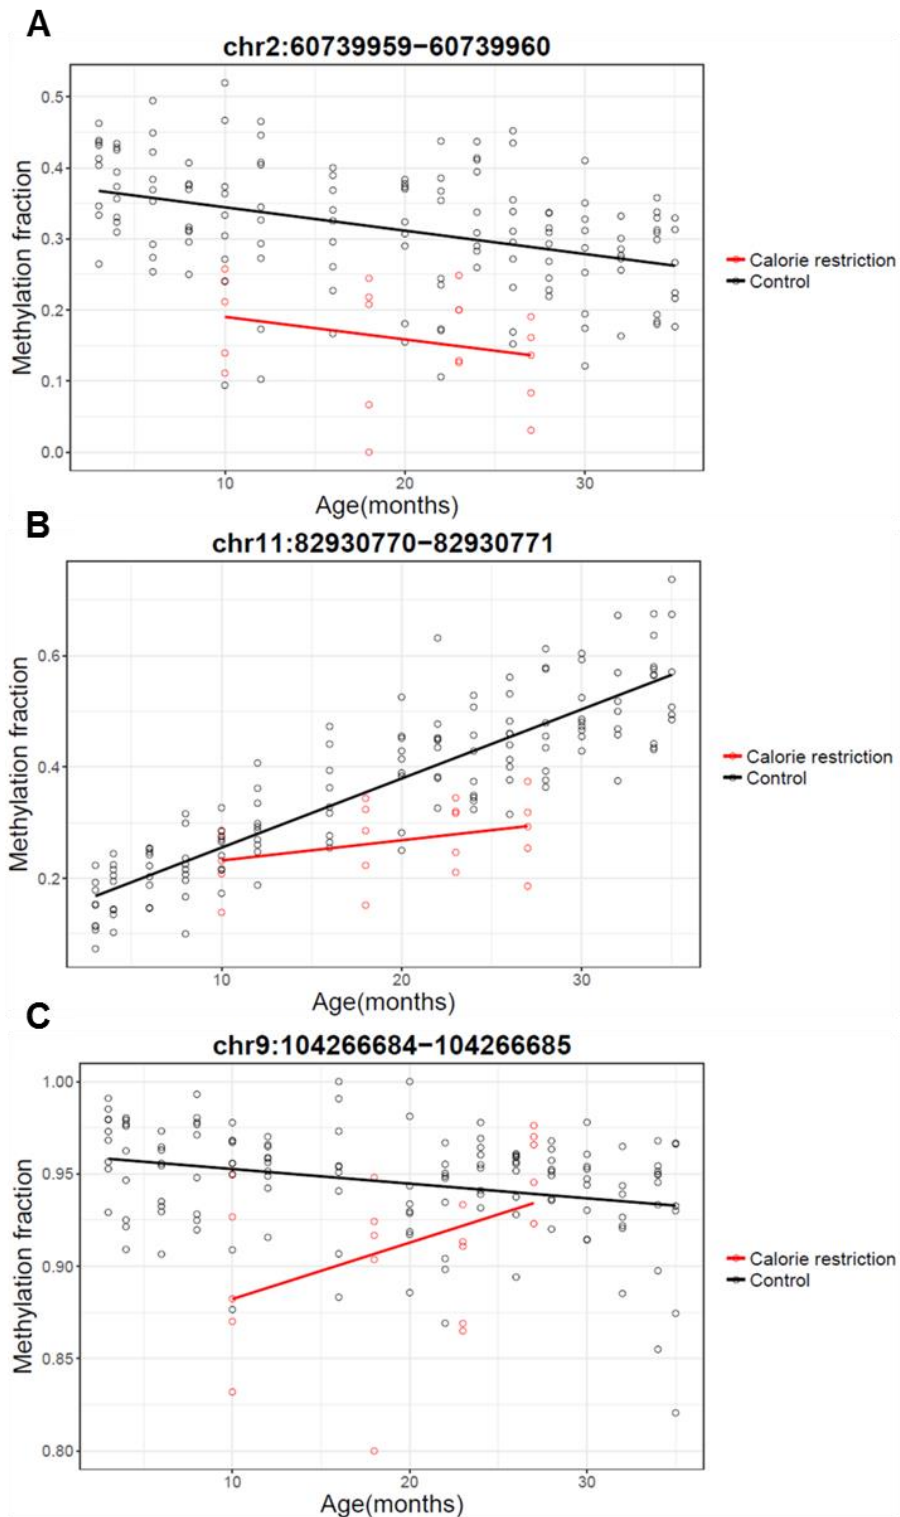 A
chr2:60739959−60739960
Methylation fraction
0.5
0.4
0.3
0.2
0.1
0.0
10 20 30
Age(months)
Calorie restriction
Control
B
chr11:82930770−82930771
Methylation fraction
0.6
0.4
0.2
10 20 30
Age(months)
Calorie restriction
Control
C
chr9:104266684−104266685
Methylation fraction
1.00
0.95
0.90
0.85
0.80
10 20 30
Age(months)
Calorie restriction
Control